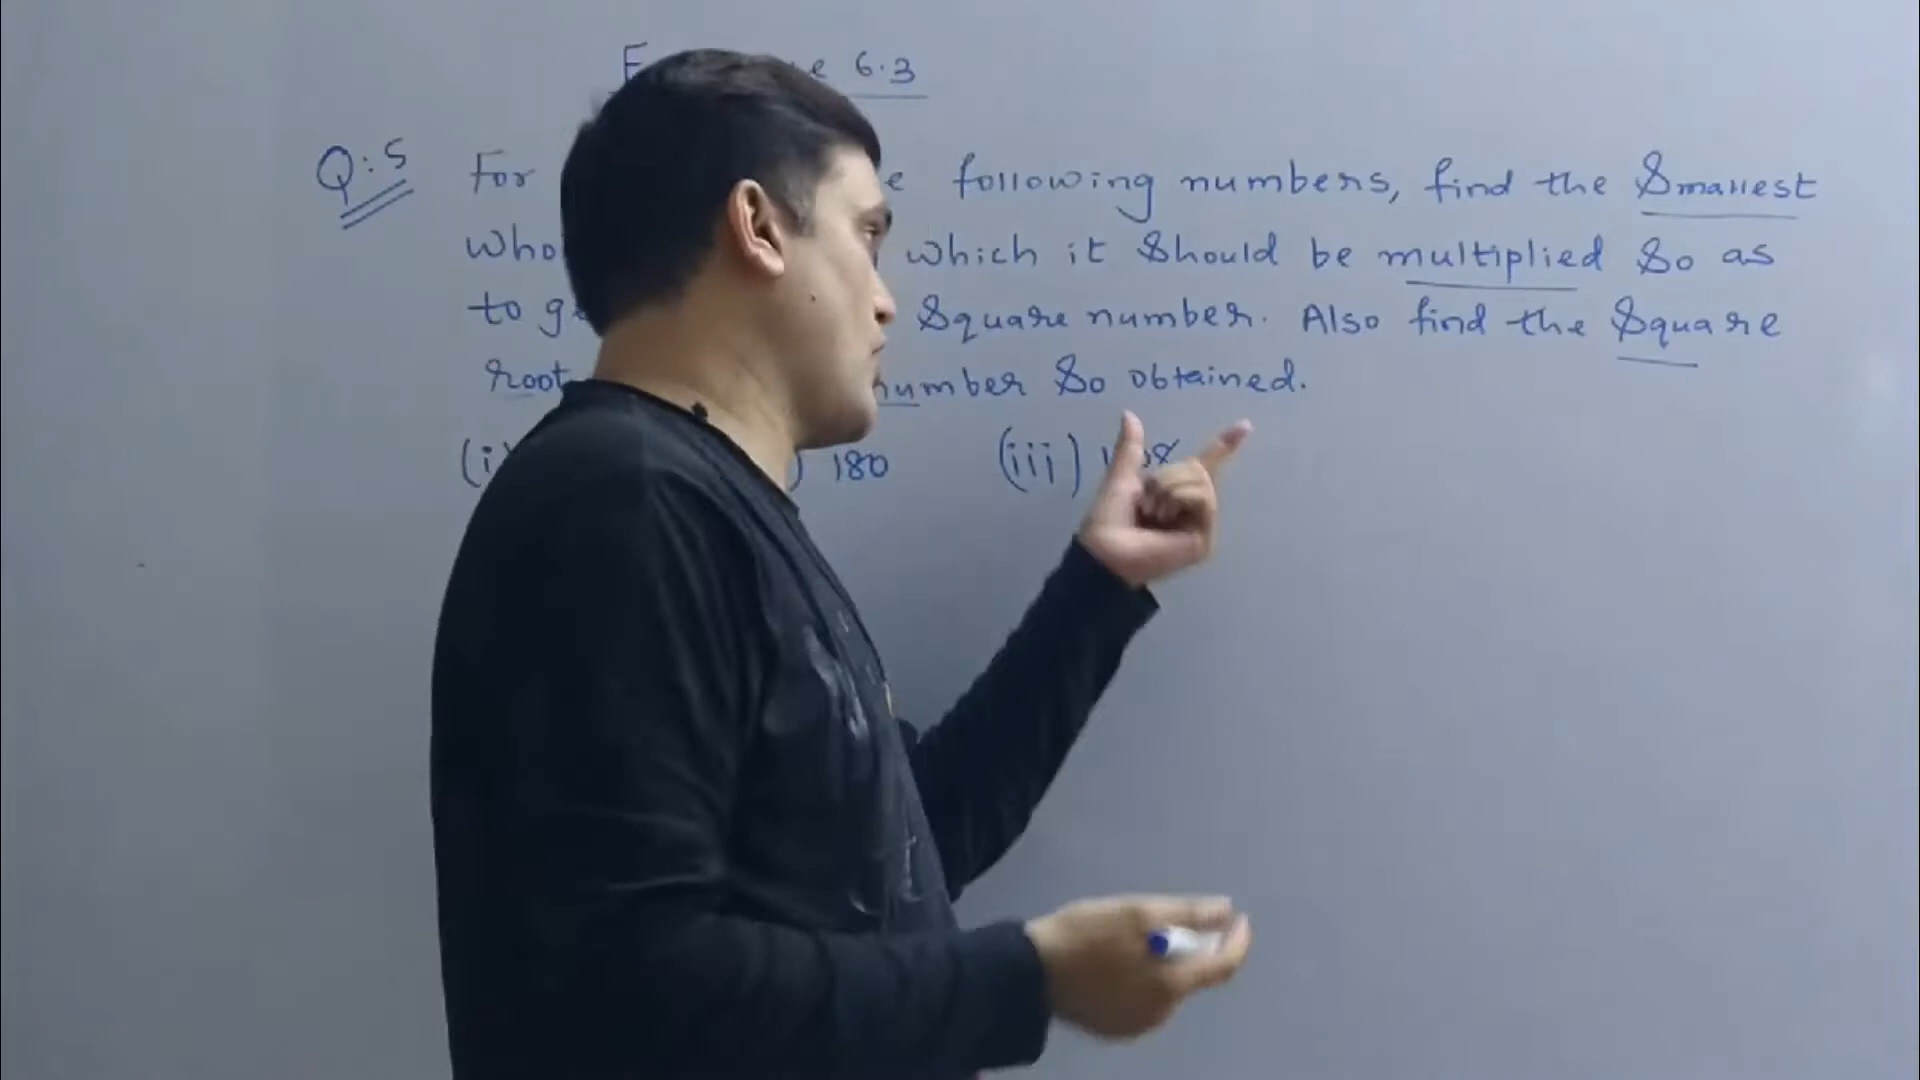 6.3
Q:5 For following numbers, find the Smallest
which it Should be multiplied So as
to Square number. Also find the Square
root number So obtained.
(i) 180 (iii)